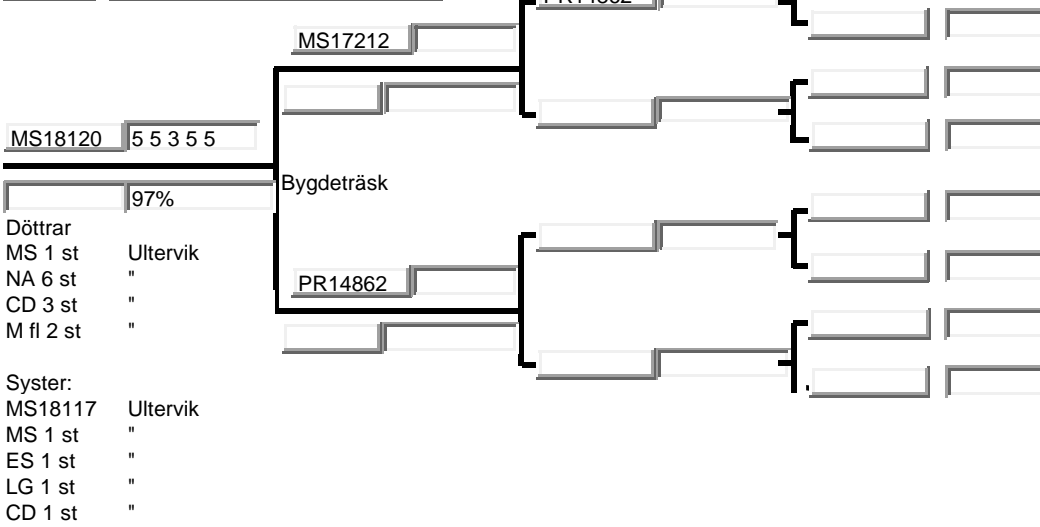 MS17212
MS18120 5 5 3 5 5
97%
Bygdeträsk
Döttrar
MS 1 st Ultervik
NA 6 st "
CD 3 st "
M fl 2 st "
PR14862
Syster:
MS18117 Ultervik
MS 1 st "
ES 1 st "
LG 1 st "
CD 1 st "